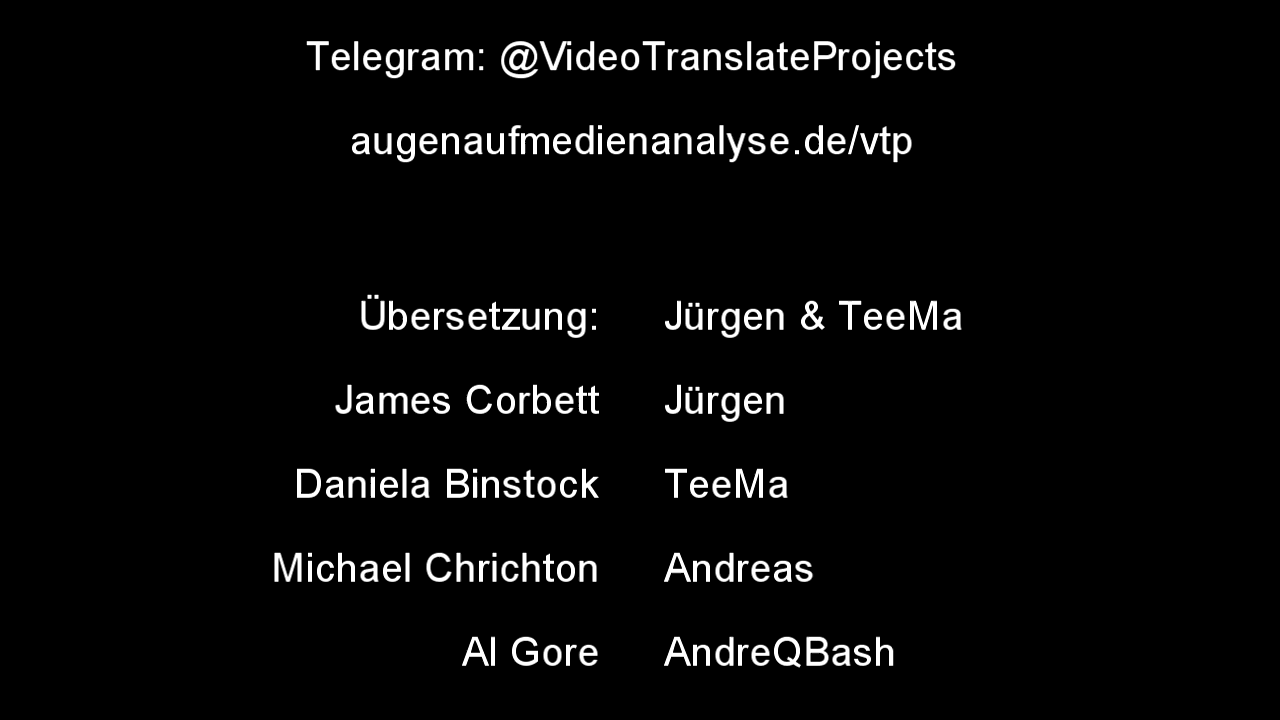 Telegram: @VideoTranslateProjects
augenaufmedienanalyse.de/vtp
Übersetzung: Jürgen & TeeMa
James Corbett Jürgen
Daniela Binstock TeeMa
Michael Chrichton Andreas
Al Gore AndreQBash